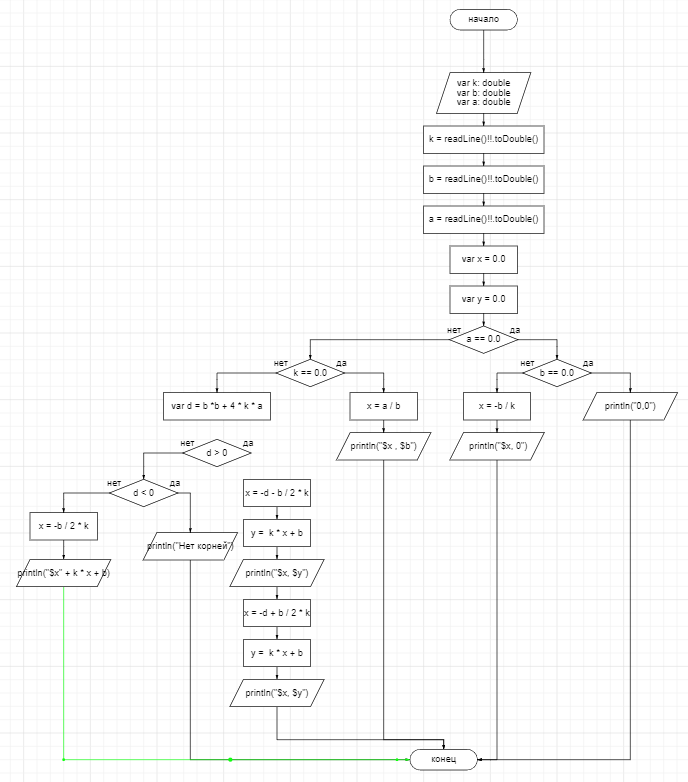 начало
var k: double
var b: double
var a: double
k = readLine()!!.toDouble()
b = readLine()!!.toDouble()
a = readLine()!!.toDouble()
var x = 0.0
var y = 0.0
нет
a == 0.0
да
нет
k == 0.0
да
нет
b == 0.0
да
var d = b *b + 4 * k * a
x = a / b
x = -b / k
println("0,0")
println("$x , $b")
println("$x, 0")
нет
d > 0
да
нет
d < 0
да
x = -d - b / 2 * k
x = -b / 2 * k
y =  k * x + b
println("Нет корней")
println("$x" + k * x + b)
println("$x, $y")
x = -d + b / 2 * k
y =  k * x + b
println("$x, $y")
конец